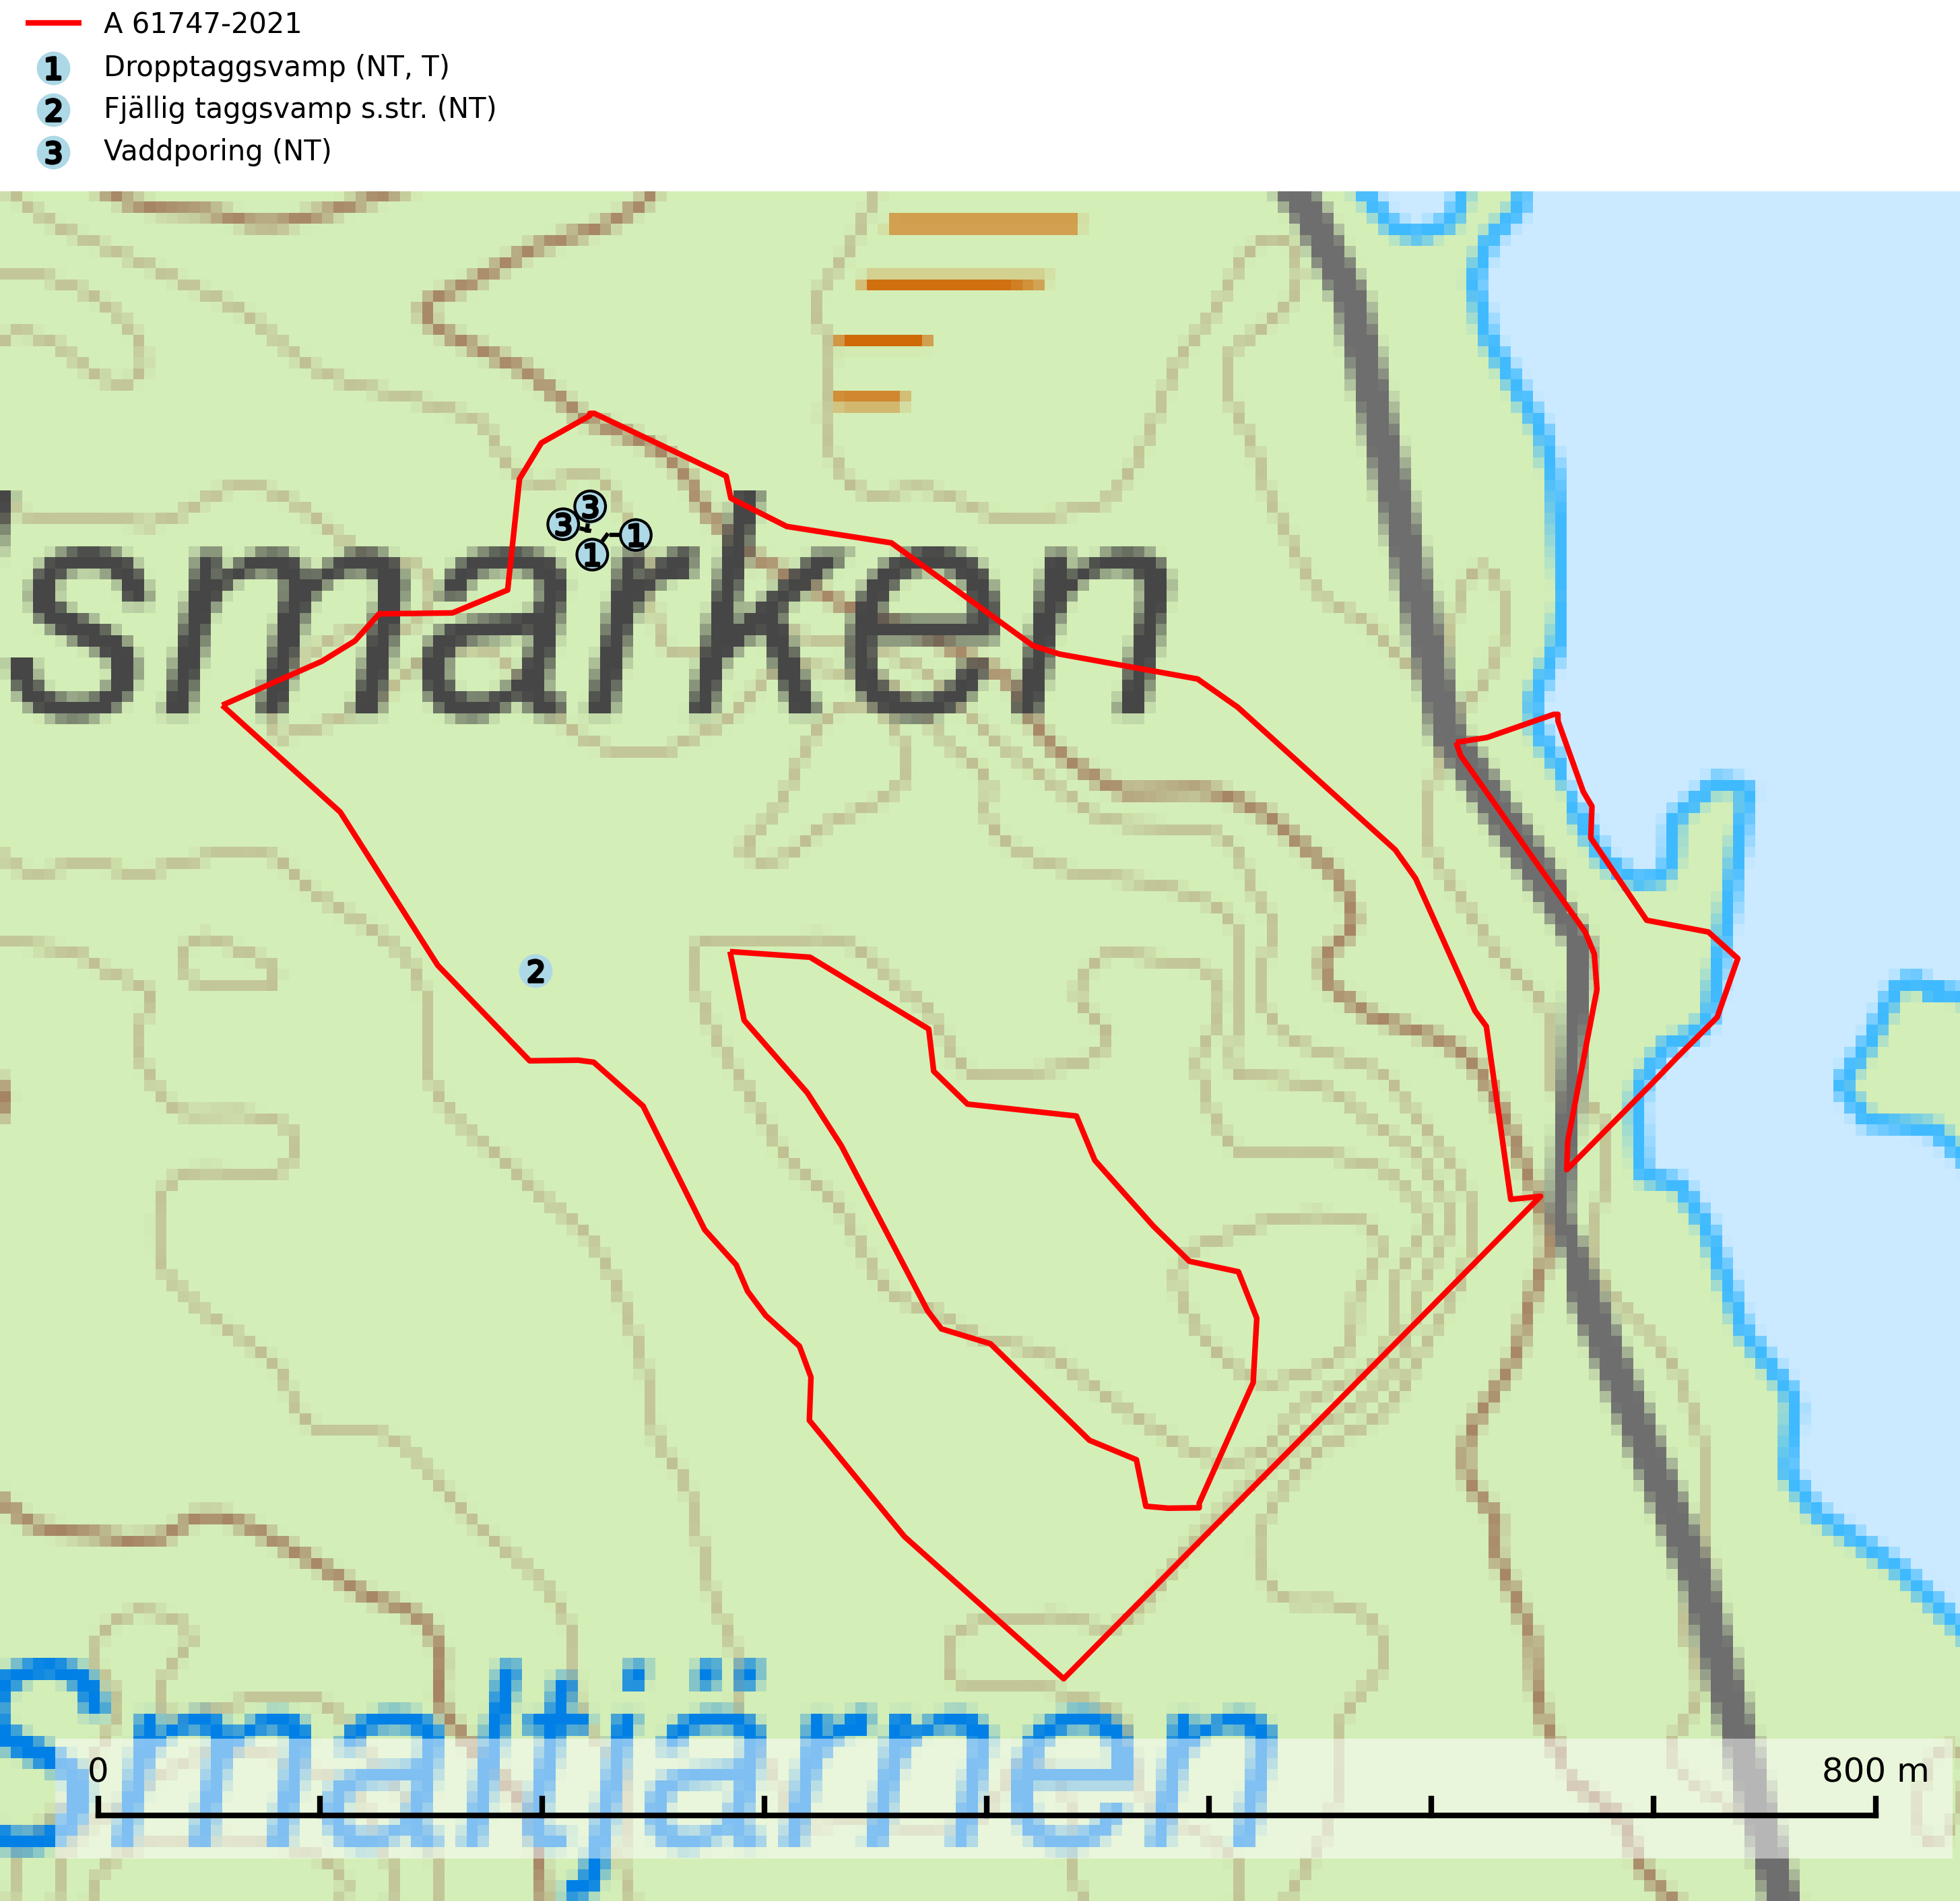 A 61747-2021
1 Dropptaggsvamp (NT, T)
2 Fjällig taggsvamp s.str. (NT)
3 Vaddporing (NT)
3
3
1
1
smarken
2
Smaltjärnen
0
800 m